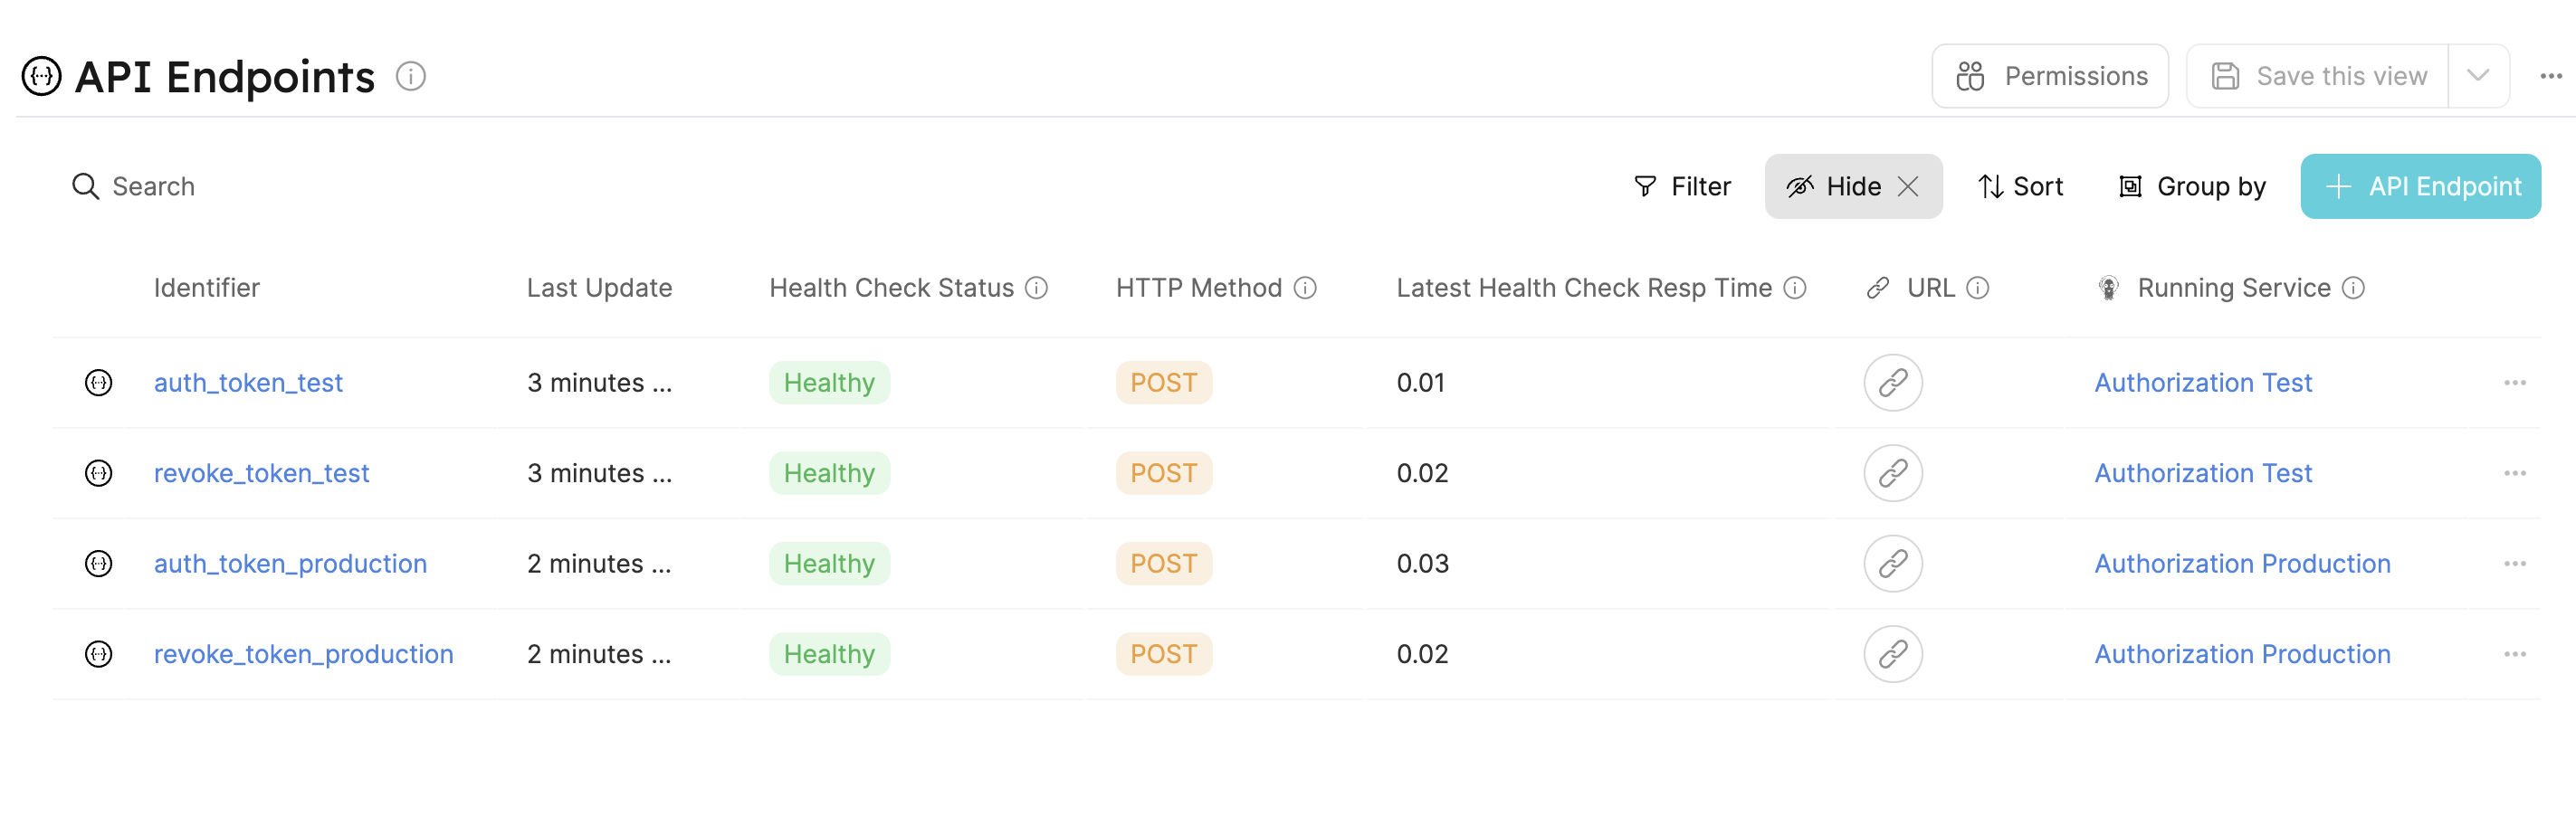 API Endpoints
Permissions Save this view
Search Filter Hide Sort Group by API Endpoint
Identifier Last Update Health Check Status HTTP Method Latest Health Check Resp Time URL Running Service
auth_token_test 3 minutes ... Healthy POST 0.01 Authorization Test
revoke_token_test 3 minutes ... Healthy POST 0.02 Authorization Test
auth_token_production 2 minutes ... Healthy POST 0.03 Authorization Production
revoke_token_production 2 minutes ... Healthy POST 0.02 Authorization Production